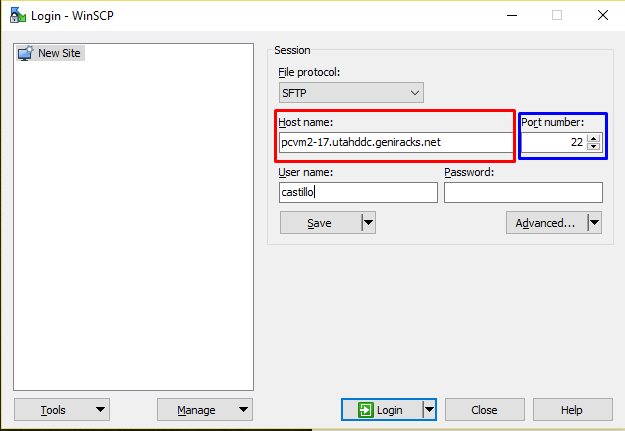 Login - WinSCP
New Site
Session
File protocol:
SFTP
Host name:
Port number:
pcvm2-17.utahddc.geniracks.net
22
User name:
Password:
castillo
Save
Advanced...
Tools
Manage
Login
Close
Help